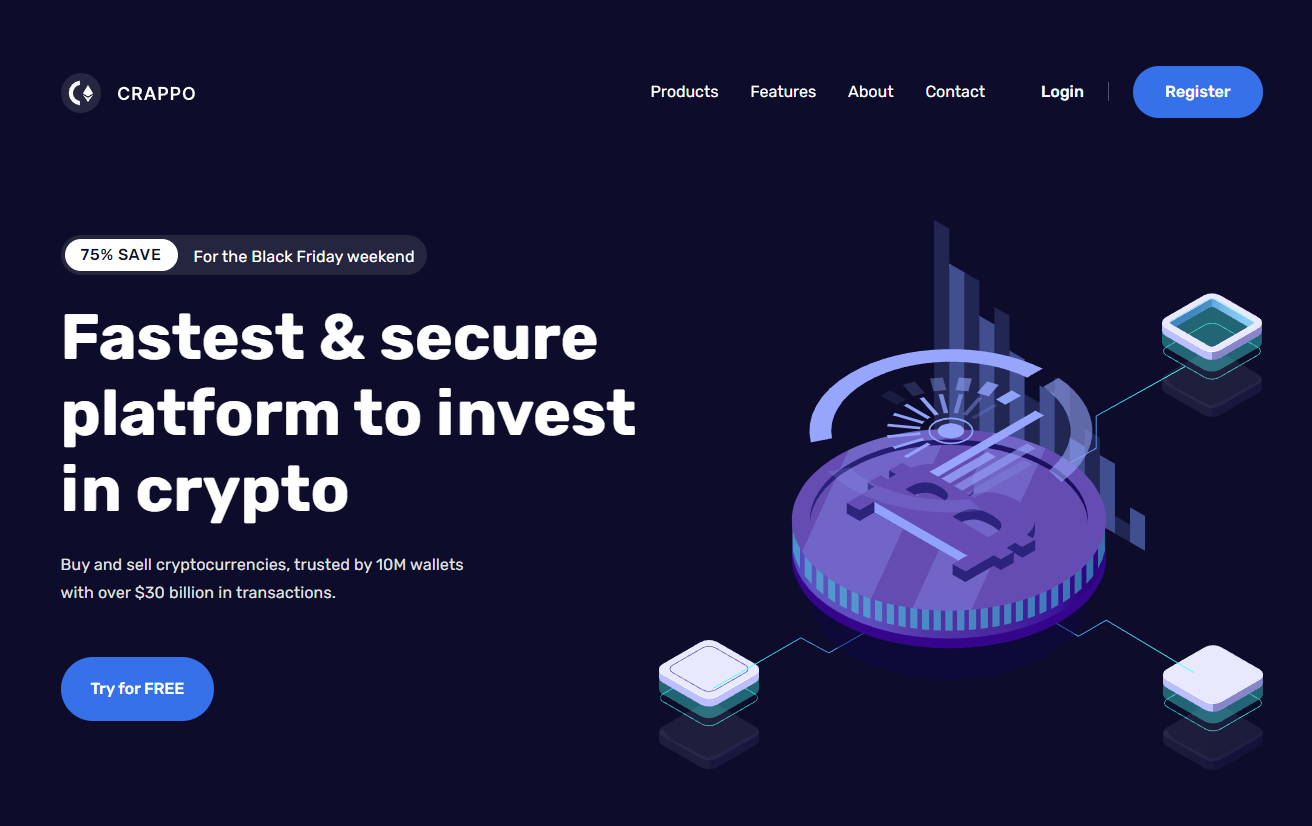 CRAPPO
Products Features About Contact Login Register
75% SAVE For the Black Friday weekend
Fastest & secure
platform to invest
in crypto
Buy and sell cryptocurrencies, trusted by 10M wallets
with over $30 billion in transactions.
Try for FREE